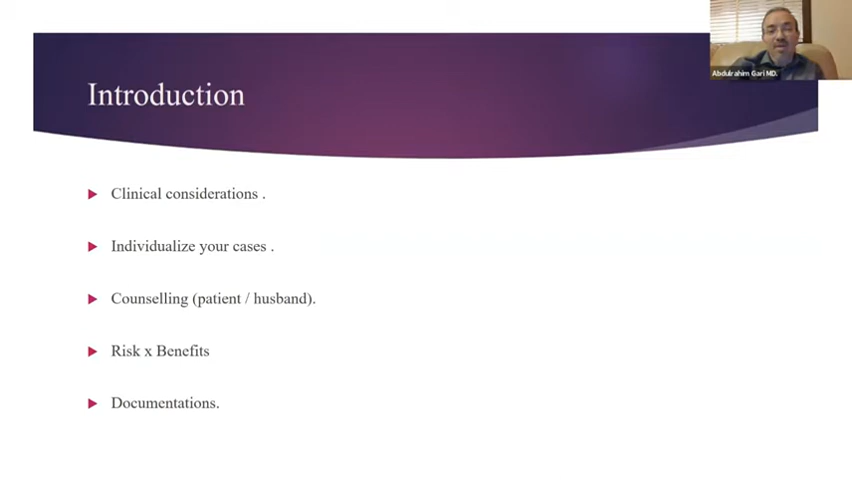 Abdulrahim Gari MD.
Introduction
Clinical considerations .
Individualize your cases .
Counselling (patient / husband).
Risk x Benefits
Documentations.